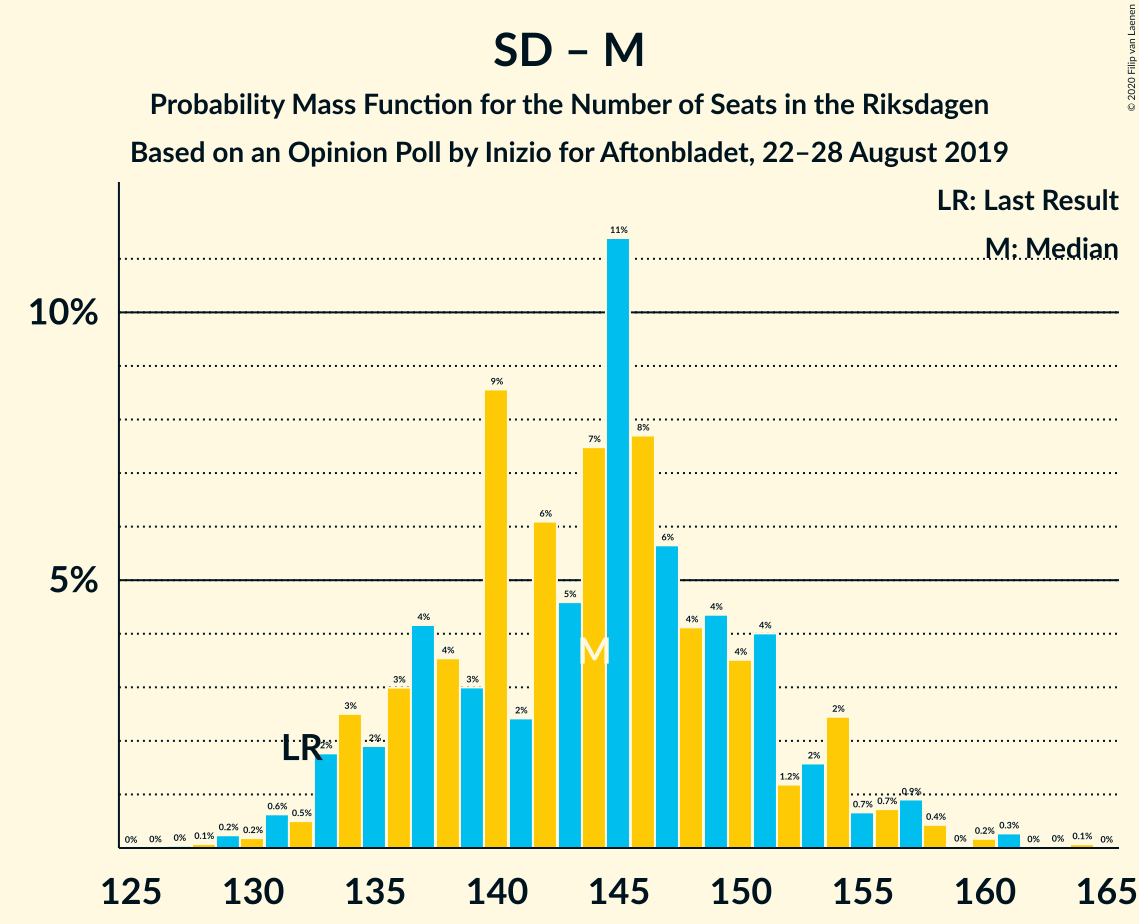 © 2020 Filip van Laenen
SD – M
Probability Mass Function for the Number of Seats in the Riksdagen
Based on an Opinion Poll by Inizio for Aftonbladet, 22–28 August 2019
LR: Last Result
M: Median
10%
5%
0% 0% 0% 0.1% 0.2% 0.2% 0.6% 0.5% 2% 3% 2% 3% 4% 4% 3% 9% 2% 6% 5% 7% 11% 8% 6% 4% 4% 4% 4% 1.2% 2% 2% 0.7% 0.7% 0.9% 0.4% 0% 0.2% 0.3% 0% 0% 0.1% 0%
LR
M
125 130 135 140 145 150 155 160 165